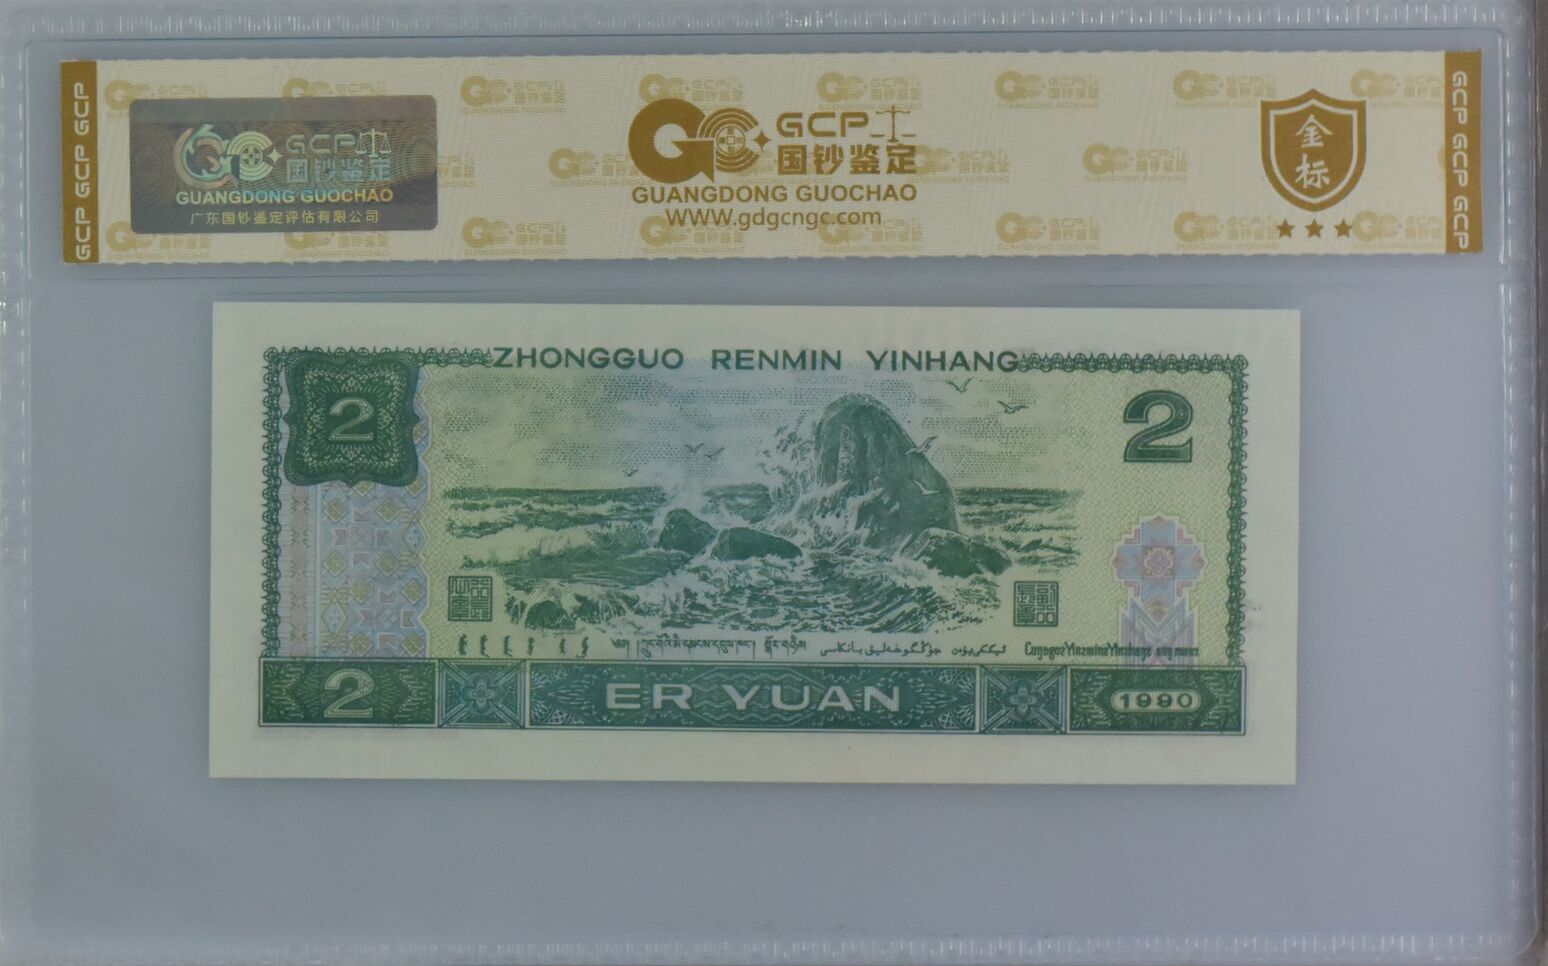 GCP GCP GCP
GCP
国钞鉴定
GUANGDONG GUOCHAO
广东国钞鉴定评估有限公司
GCP
国钞鉴定
GUANGDONG GUOCHAO
WWW.gdgcngc.com
金
标
GCP GCP GCP
ZHONGGUO RENMIN YINHANG
2
2
2
ER YUAN
1990